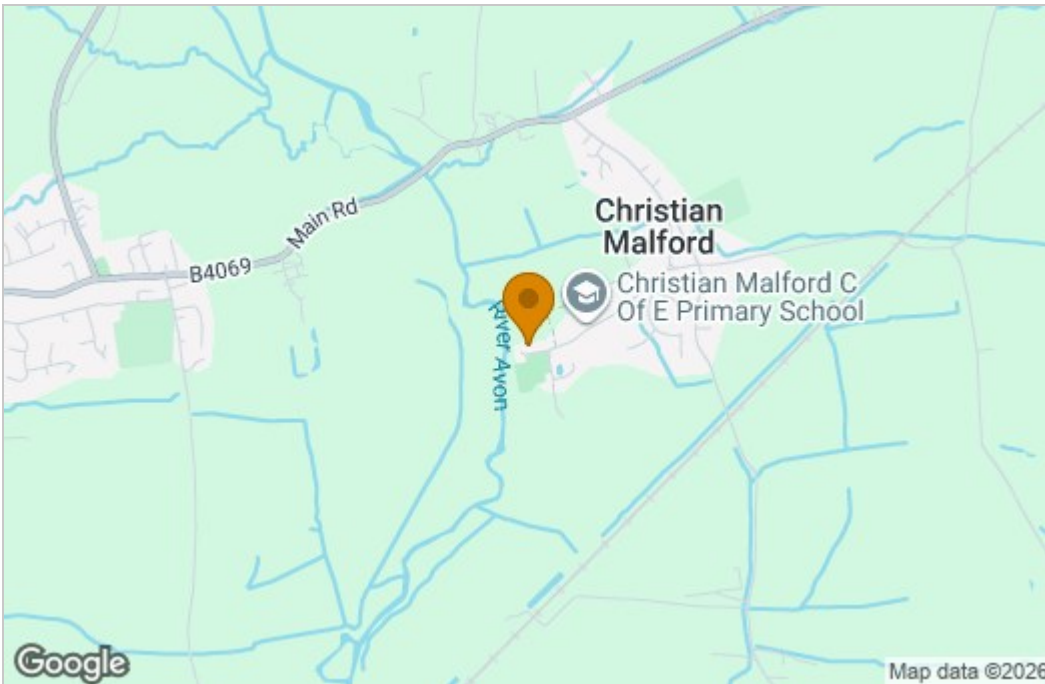 Main Rd
B4069
Christian
Malford
Christian Malford C
Of E Primary School
River Avon
Google
Map data ©2026